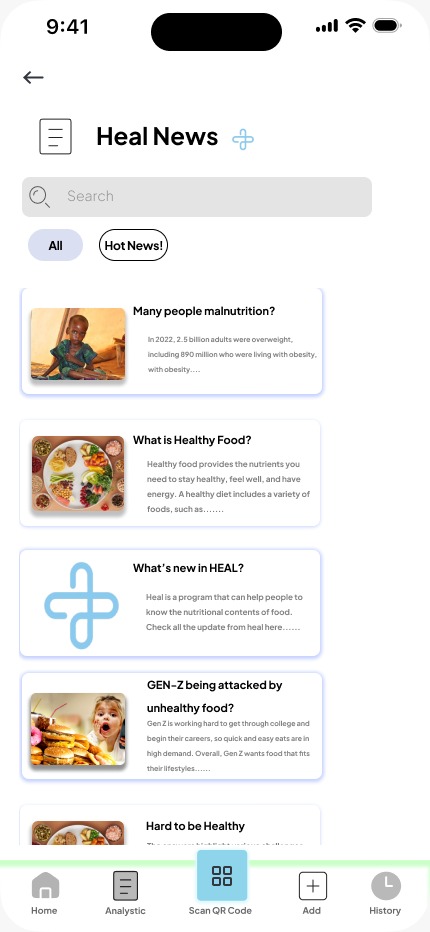 9:41
Heal News
Search
All
Hot News!
Many people malnutrition?
In 2022, 2.5 billion adults were overweight,
including 890 million who were living with obesity,
with obesity....
What is Healthy Food?
Healthy food provides the nutrients you
need to stay healthy, feel well, and have
energy. A healthy diet includes a variety of
foods, such as.......
What's new in HEAL?
Heal is a program that can help people to
know the nutritional contents of food.
Check all the update from heal here......
GEN-Z being attacked by
unhealthy food?
Gen Z is working hard to get through college and
begin their careers, so quick and easy eats are in
high demand. Overall, Gen Z wants food that fits
their lifestyles......
Hard to be Healthy
Home
Analystic
Scan QR Code
Add
History